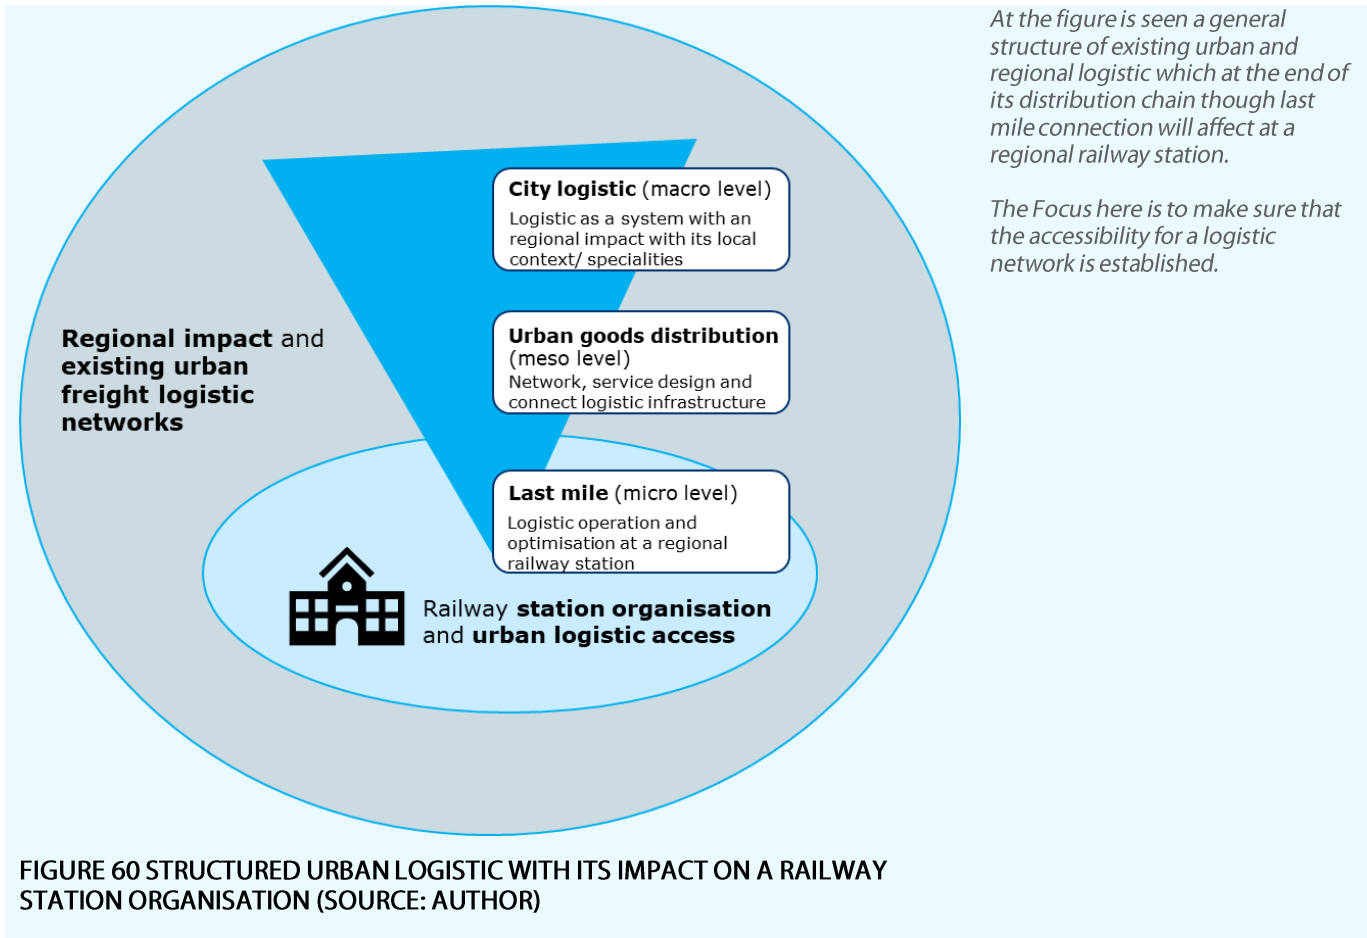 At the figure is seen a general
structure of existing urban and
regional logistic which at the end of
its distribution chain though last
mile connection will affect at a
regional railway station.
The Focus here is to make sure that
the accessibility for a logistic
network is established.
City logistic (macro level)
Logistic as a system with an
regional impact with its local
context/ specialities
Regional impact and
existing urban
freight logistic
networks
Urban goods distribution
(meso level)
Network, service design and
connect logistic infrastructure
Last mile (micro level)
Logistic operation and
optimisation at a regional
railway station
Railway station organisation
and urban logistic access
FIGURE 60 STRUCTURED URBAN LOGISTIC WITH ITS IMPACT ON A RAILWAY
STATION ORGANISATION (SOURCE: AUTHOR)